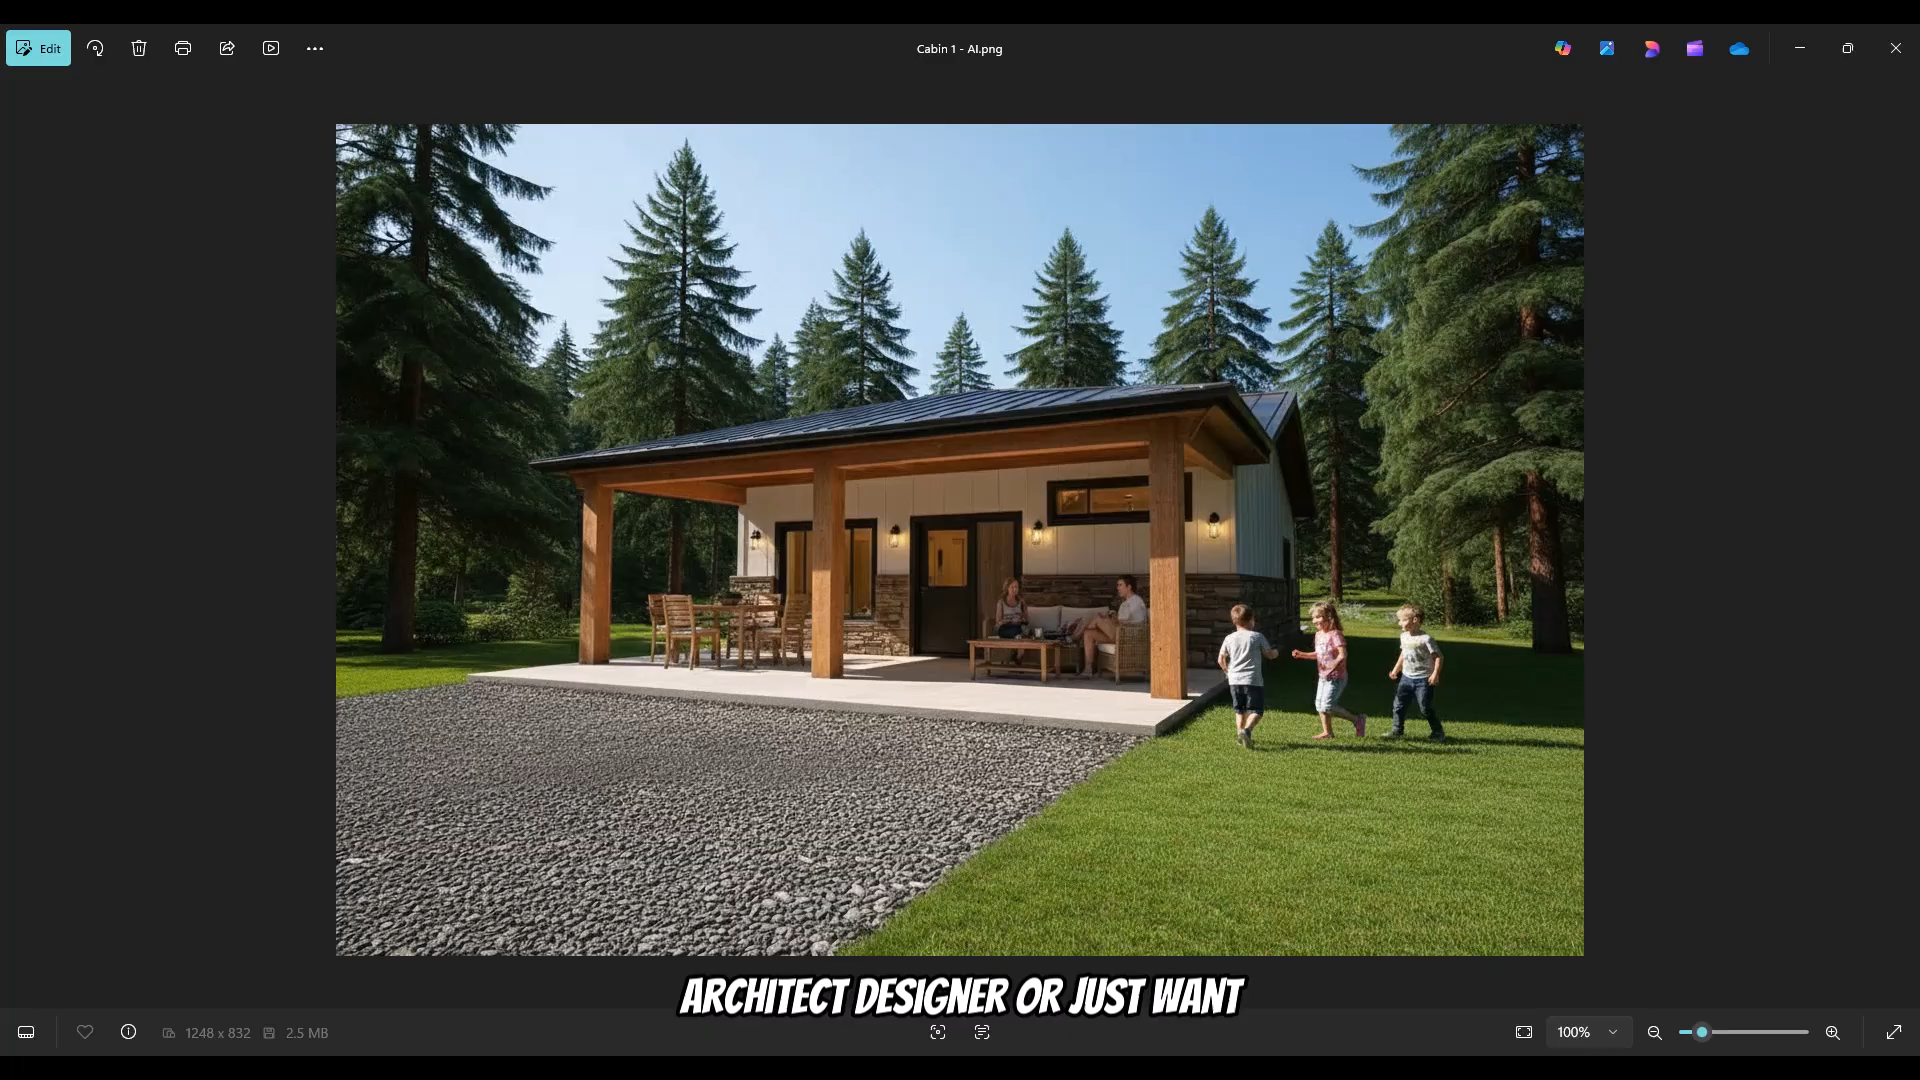 Edit
Cabin 1 - AI.png
ARCHITECT DESIGNER OR JUST WANT
1248 x 832
2.5 MB
100%